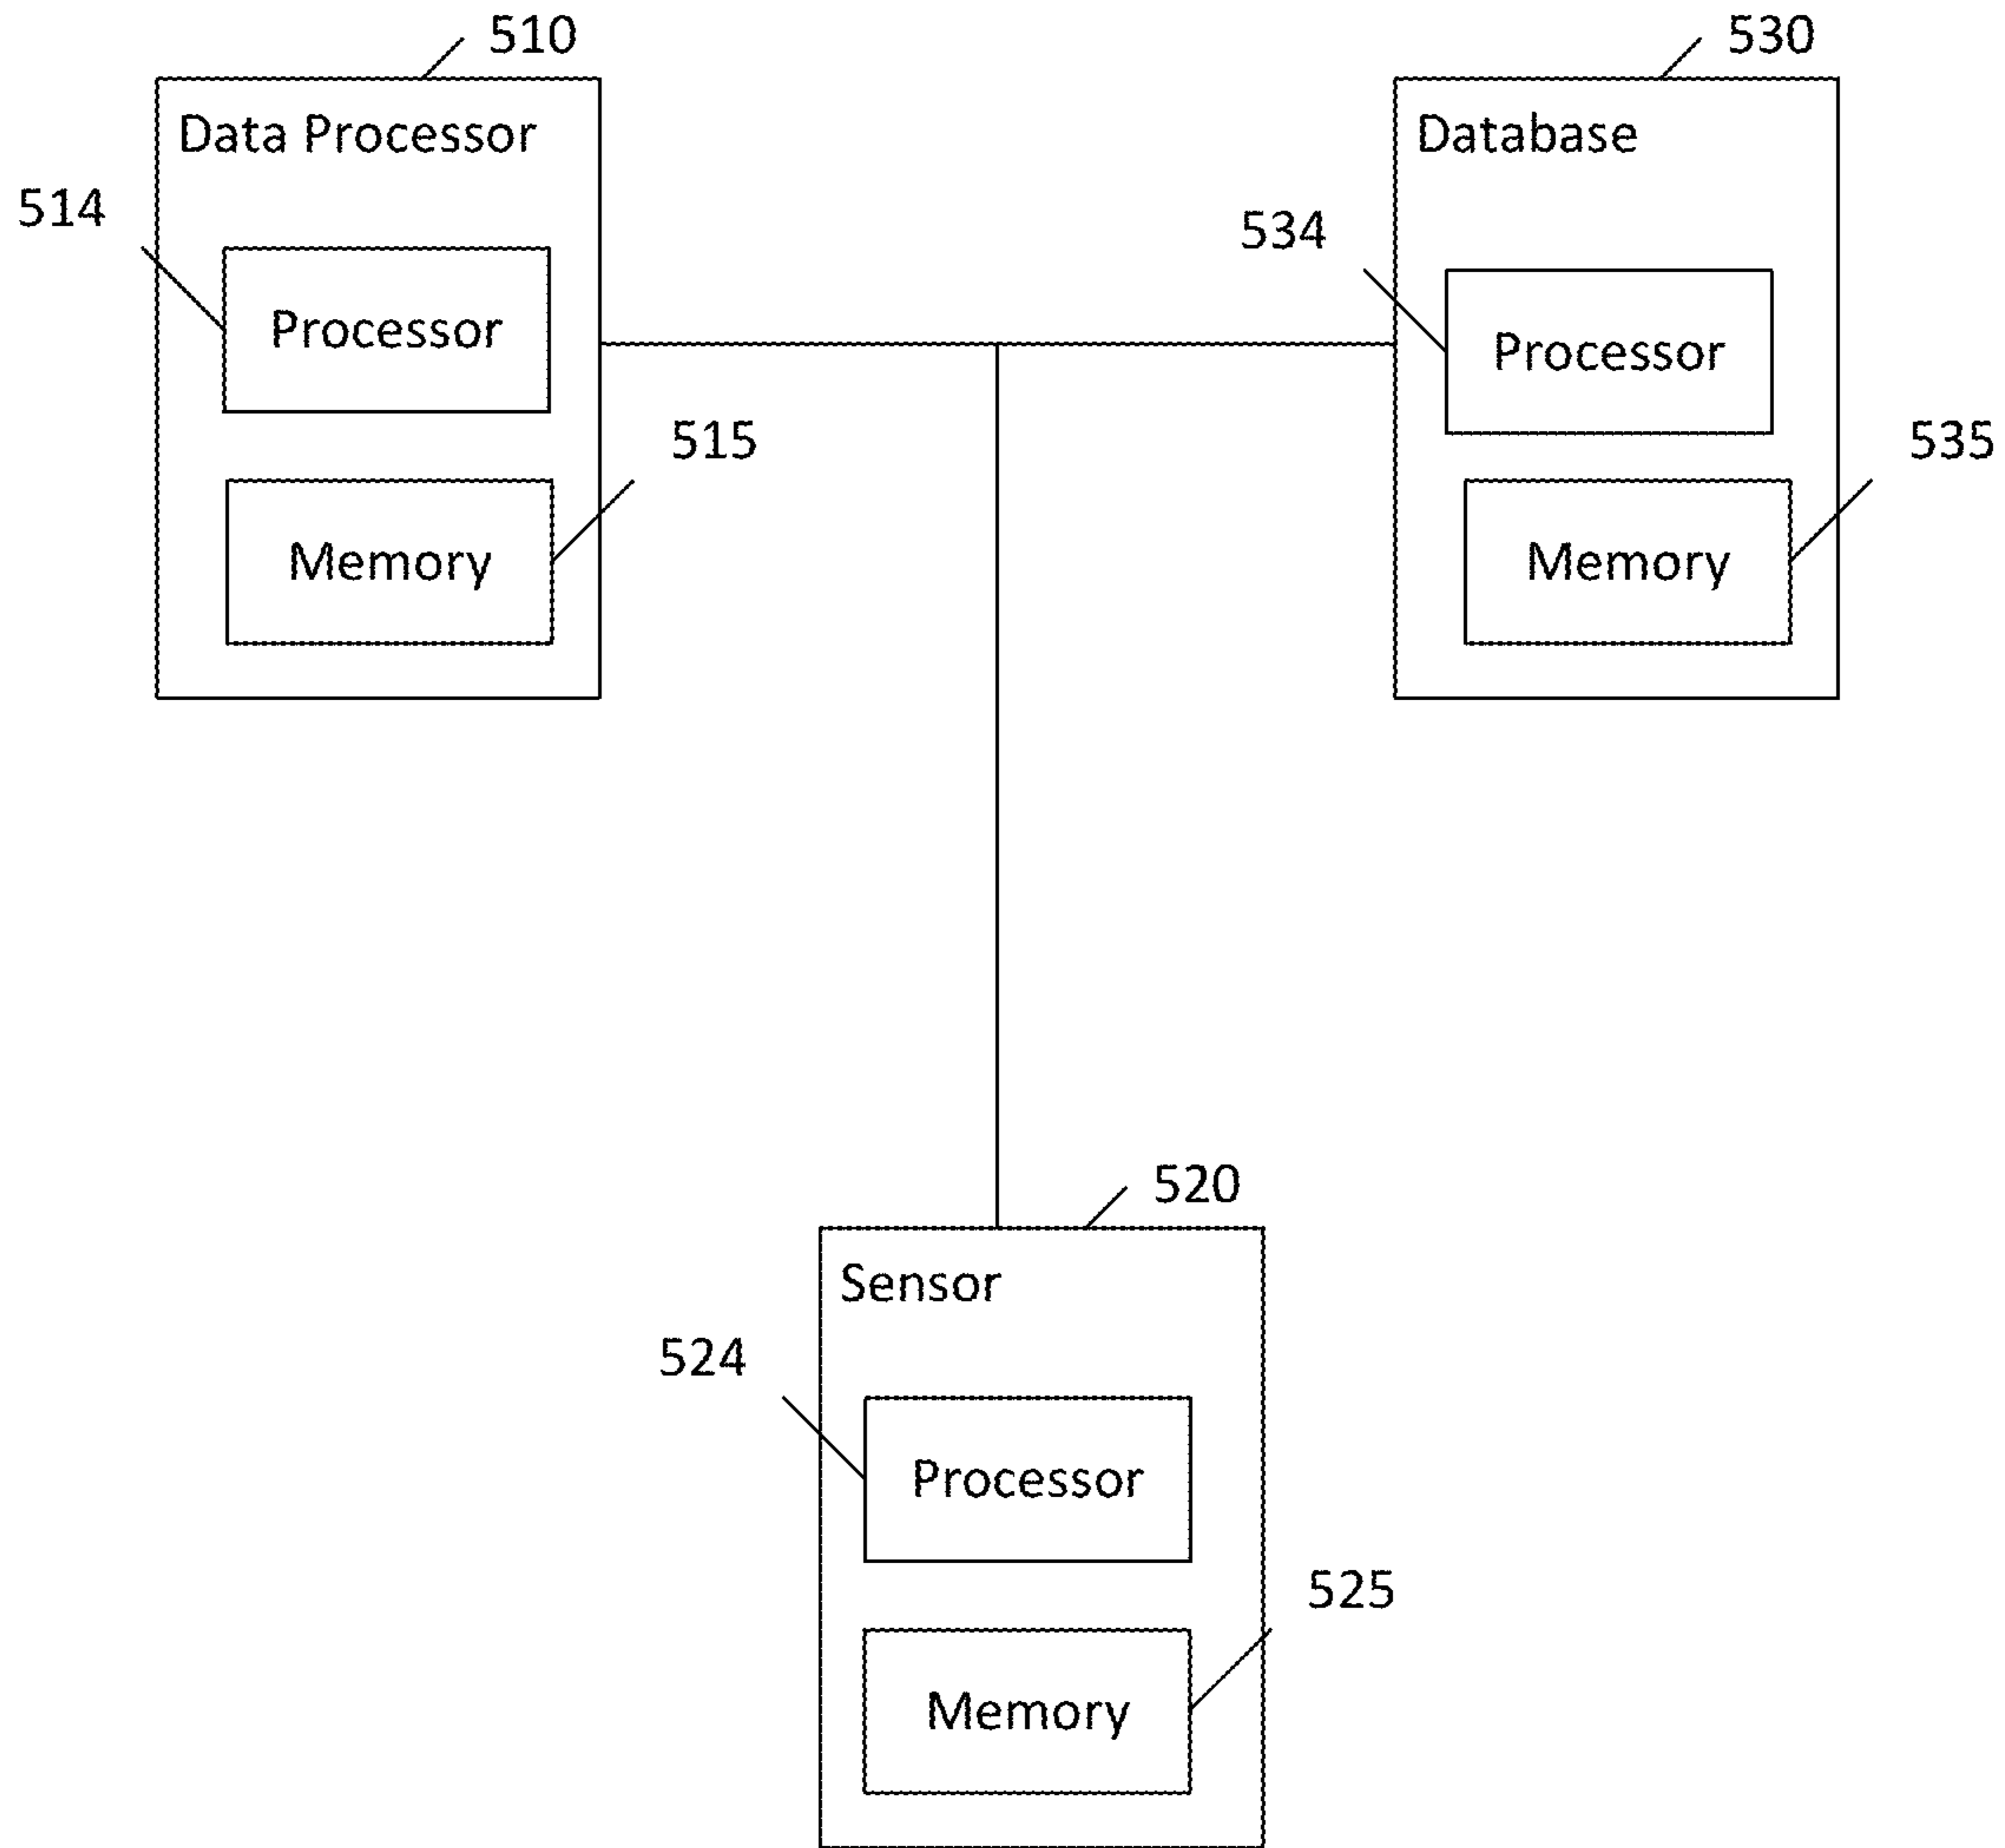 510
530
Data Processor
Database
514
534
Processor
Processor
515
535
Memory
Memory
520
Sensor
524
Processor
525
Memory